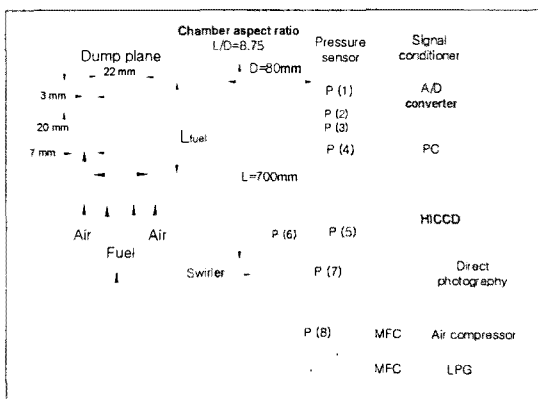 Chamber aspect ratio
L/D=8.75
Pressure
sensor
Signal
conditioner
Dump plane
22 mm
D=80mm
3 mm
20 mm
7 mm
Lfuel
P (1)
P (2)
P (3)
P (4)
A/D
converter
PC
L=700mm
Air
Air
Fuel
P (6)
P (5)
HICCD
Swirler
P (7)
Direct
photography
P (8)
MFC
Air compressor
MFC
LPG